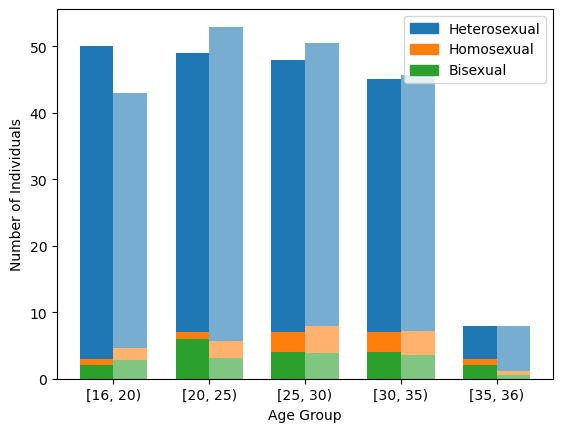 Heterosexual
Homosexual
Bisexual
Number of Individuals
50
40
30
20
10
0
[16, 20)
[20, 25)
[25, 30)
[30, 35)
[35, 36)
Age Group